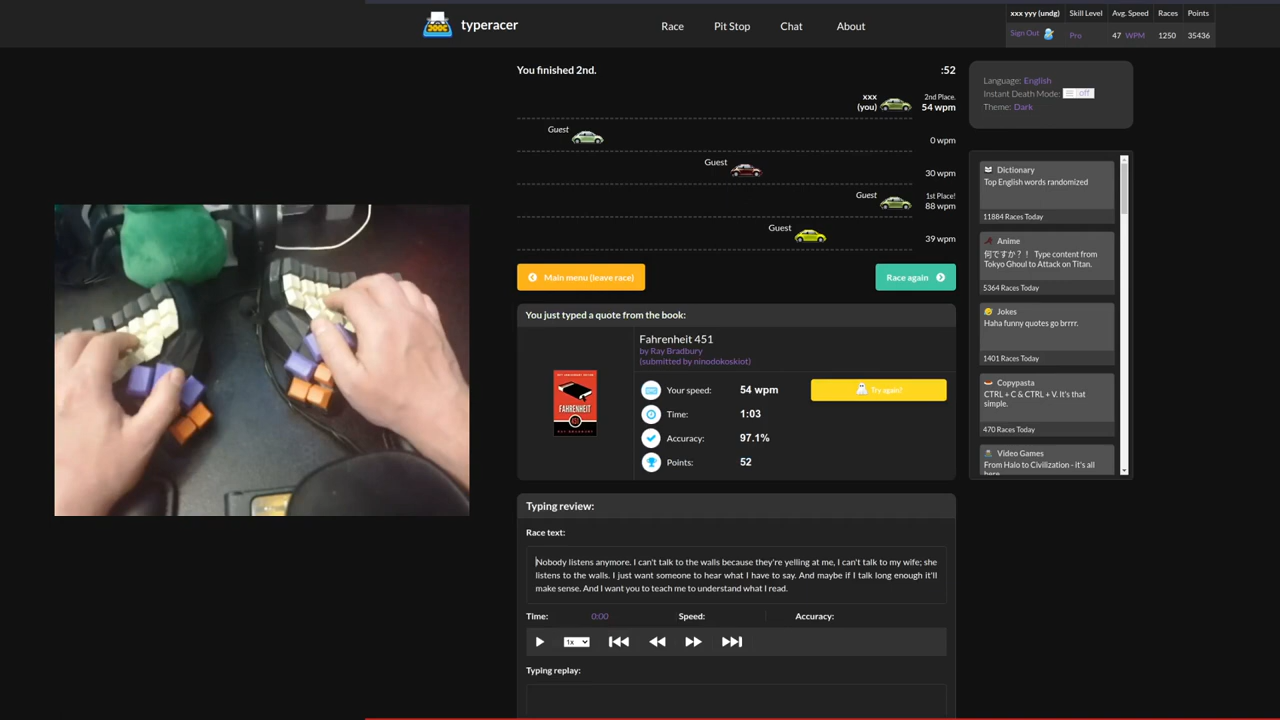 typeracer
Race Pit Stop Chat About
xxx yyy (undg) Skill Level Avg. Speed Races Points
Sign Out Pro 47 WPM 1250 35436
You finished 2nd. :52
xxx
(you)
2nd Place.
54 wpm
Guest
0 wpm
Guest
30 wpm
Guest
1st Place!
88 wpm
Guest
39 wpm
Main menu (leave race) Race again
You just typed a quote from the book:
Fahrenheit 451
by Ray Bradbury
(submitted by ninodokoskiot)
FAHRENHEIT
RAY BRADBURY
Your speed: 54 wpm
Try again!
Time: 1:03
Accuracy: 97.1%
Points: 52
Typing review:
Race text:
Nobody listens anymore. I can't talk to the walls because they're yelling at me, I can't talk to my wife; she
listens to the walls. I just want someone to hear what I have to say. And maybe if I talk long enough it'll
make sense. And I want you to teach me to understand what I read.
Time: 0:00 Speed: Accuracy:
1x
Typing replay:
Language: English
Instant Death Mode: off
Theme: Dark
Dictionary
Top English words randomized
11884 Races Today
Anime
何ですか？！ Type content from
Tokyo Ghoul to Attack on Titan.
5364 Races Today
Jokes
Haha funny quotes go brrrr.
1401 Races Today
Copypasta
CTRL + C & CTRL + V. It's that
simple.
470 Races Today
Video Games
From Halo to Civilization - it's all
here.